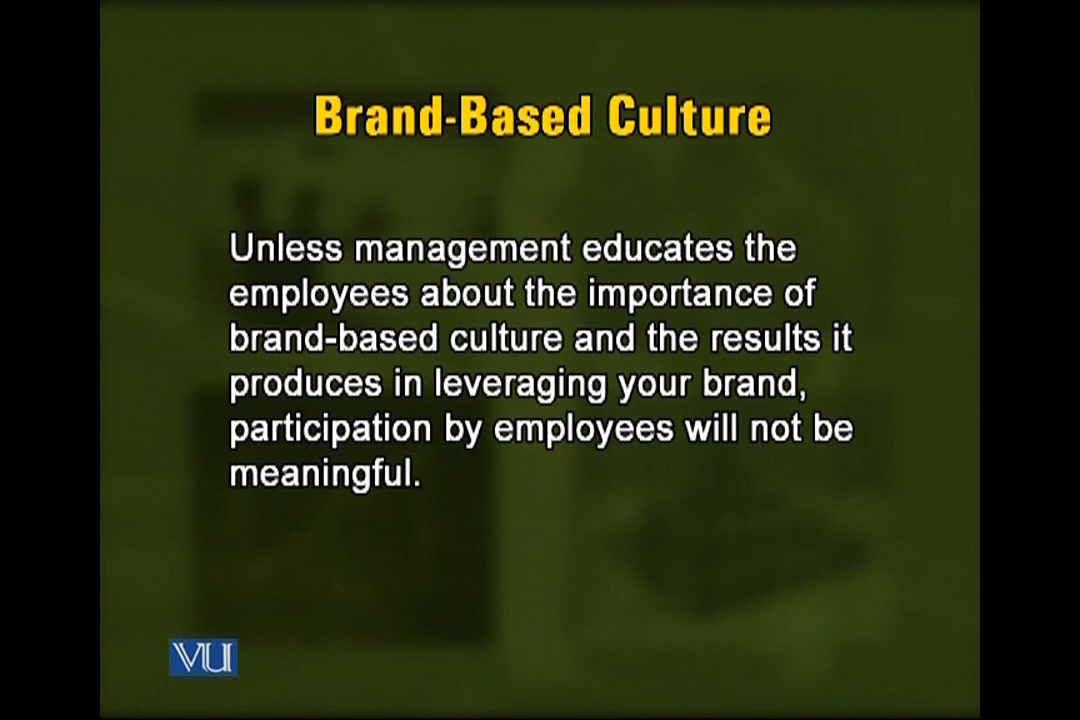 Brand-Based Culture
Unless management educates the
employees about the importance of
brand-based culture and the results it
produces in leveraging your brand,
participation by employees will not be
meaningful.
VU